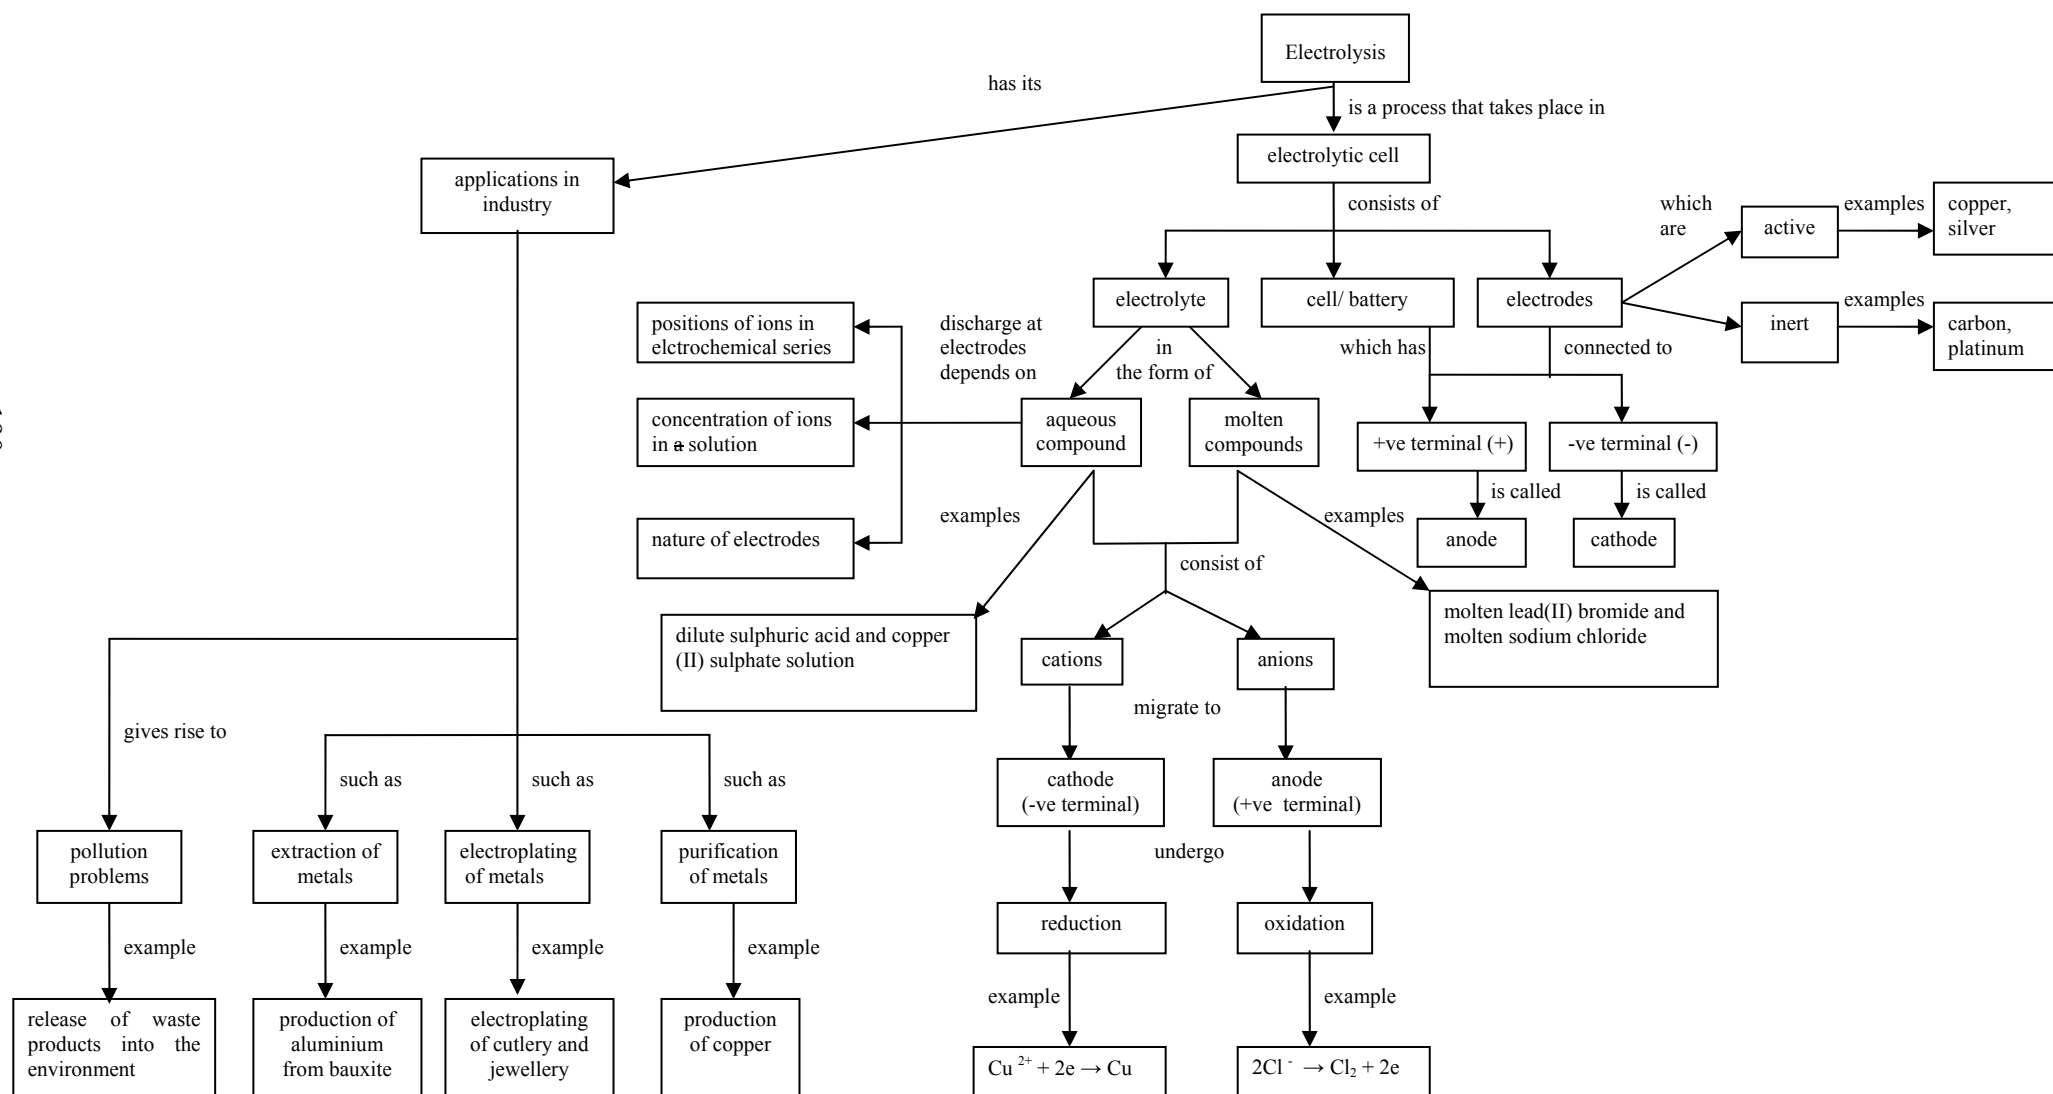 Electrolysis
has its
is a process that takes place in
electrolytic cell
applications in
industry
consists of
which
are
active
examples
copper,
silver
electrolyte
cell/ battery
electrodes
inert
examples
carbon,
platinum
positions of ions in
elctrochemical series
discharge at
electrodes
depends on
in
the form of
which has
connected to
concentration of ions
in a solution
aqueous
compound
molten
compounds
+ve terminal (+)
-ve terminal (-)
is called
is called
nature of electrodes
examples
examples
anode
cathode
consist of
dilute sulphuric acid and copper
(II) sulphate solution
molten lead(II) bromide and
molten sodium chloride
cations
anions
migrate to
gives rise to
such as
such as
such as
cathode
(-ve terminal)
anode
(+ve terminal)
pollution
problems
extraction of
metals
electroplating
of metals
purification
of metals
undergo
reduction
oxidation
example
example
example
example
example
example
release of waste
products into the
environment
production of
aluminium
from bauxite
electroplating
of cutlery and
jewellery
production
of copper
Cu ²⁺ + 2e → Cu
2Cl ⁻ → Cl₂ + 2e